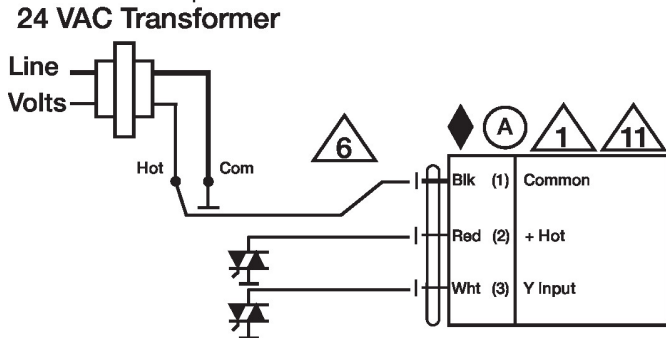 24 VAC Transformer
Line
Volts
Hot
Com
6
A
1
11
Blk (1) Common
Red (2) + Hot
Wht (3) Y Input